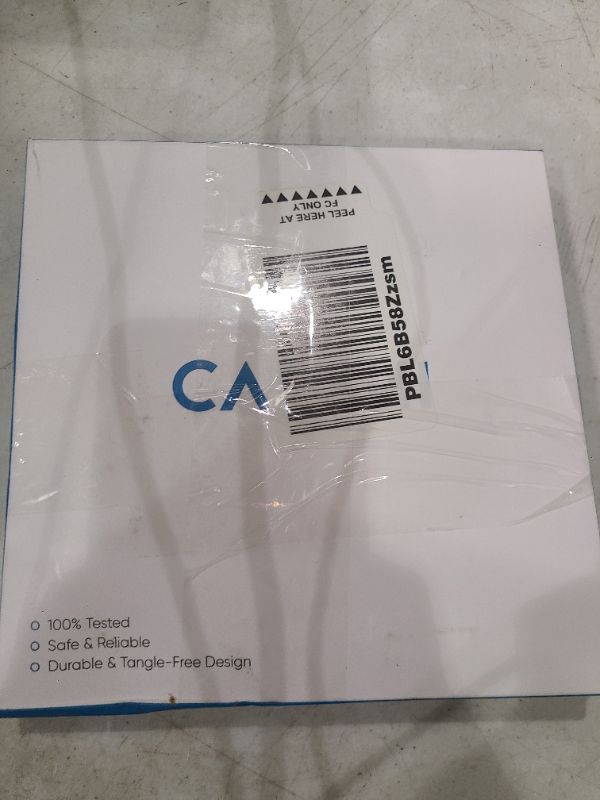 PEEL HERE AT
FC ONLY
PBL6B58Zzsm
CA
100% Tested
Safe & Reliable
Durable & Tangle-Free Design